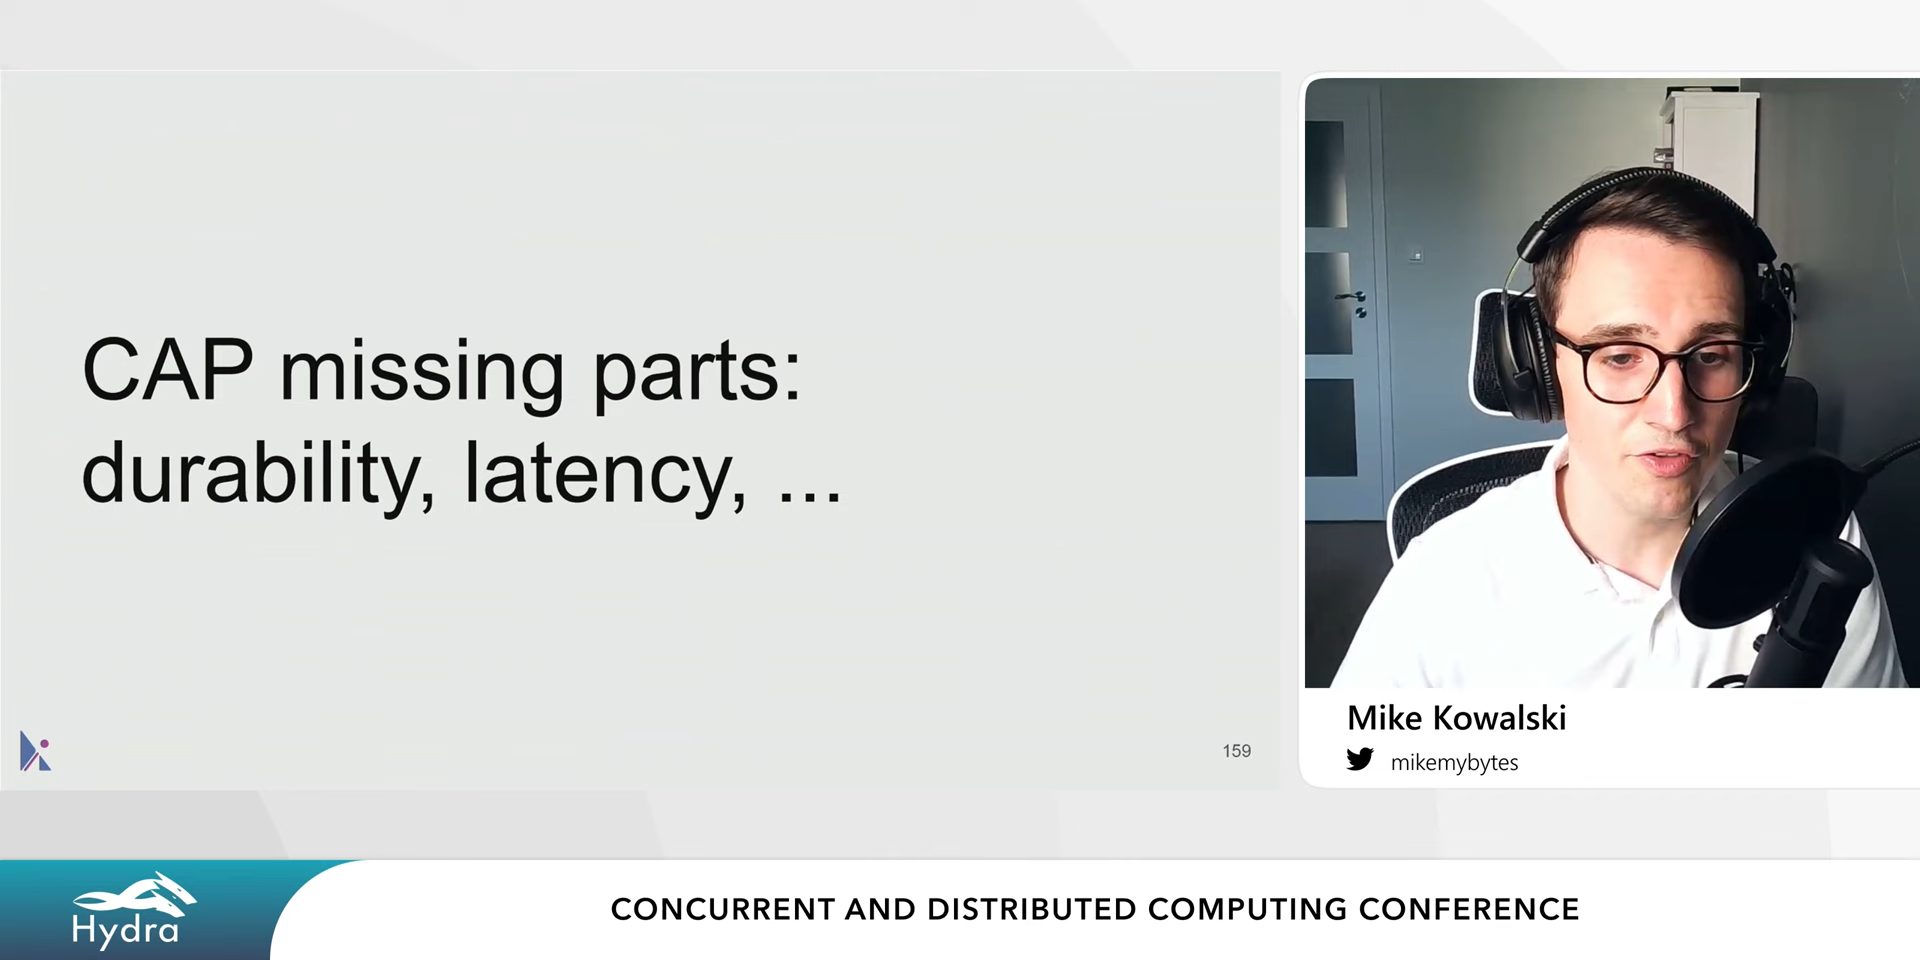 CAP missing parts:
durability, latency, ...
159
Mike Kowalski
mikemybytes
Hydra
CONCURRENT AND DISTRIBUTED COMPUTING CONFERENCE